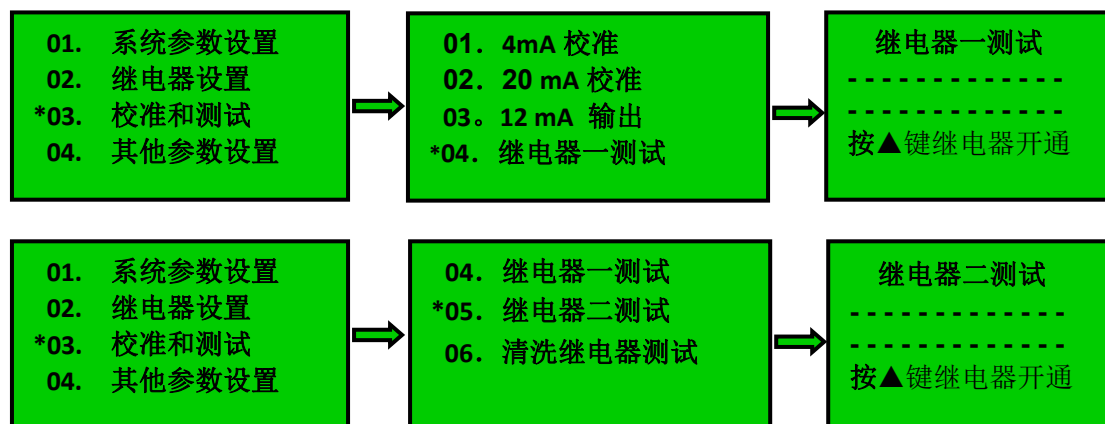 01. 系统参数设置
02. 继电器设置
*03. 校准和测试
04. 其他参数设置
01. 4mA 校准
02. 20 mA 校准
03。12 mA 输出
*04. 继电器一测试
继电器一测试
- - - - - - - - - - - - -
- - - - - - - - - - - - -
按▲键继电器开通
01. 系统参数设置
02. 继电器设置
*03. 校准和测试
04. 其他参数设置
04. 继电器一测试
*05. 继电器二测试
06. 清洗继电器测试
继电器二测试
- - - - - - - - - - - - -
- - - - - - - - - - - - -
按▲键继电器开通